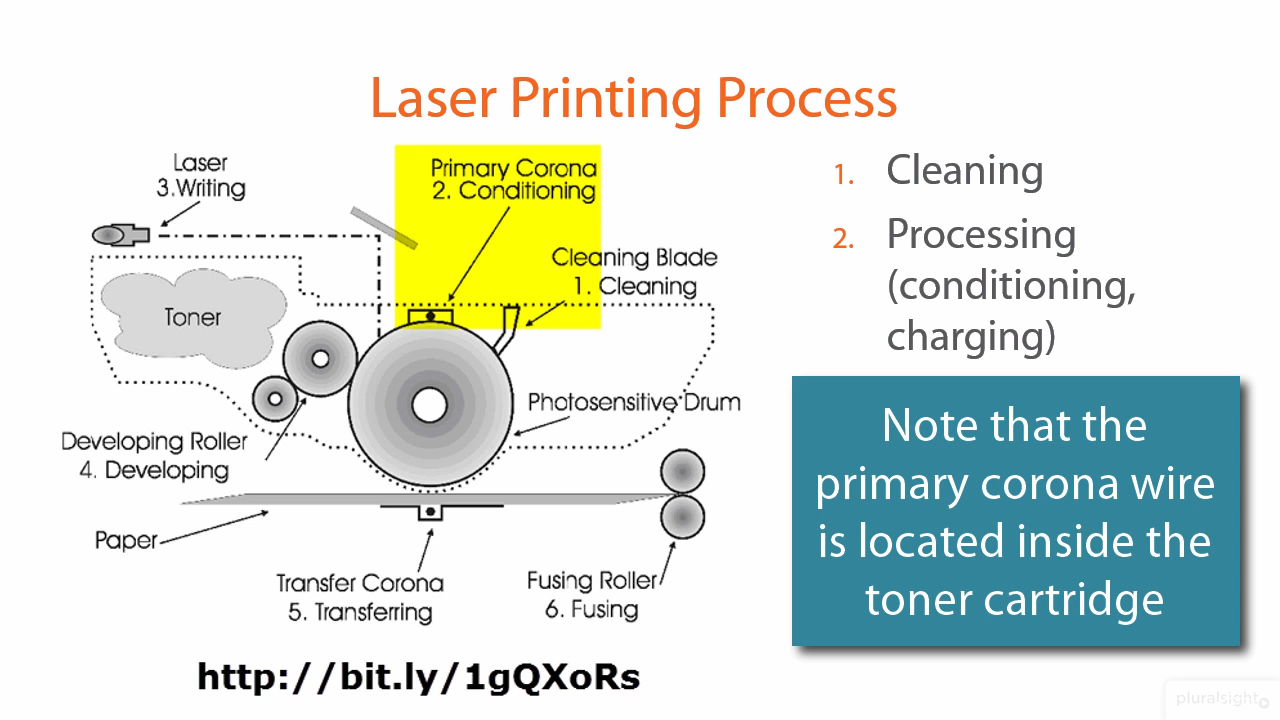 Laser Printing Process
Laser
3.Writing
Primary Corona
2. Conditioning
Cleaning Blade
1. Cleaning
Toner
Photosensitive Drum
Developing Roller
4. Developing
Paper
Transfer Corona
5. Transferring
Fusing Roller
6. Fusing
http://bit.ly/1gQXoRs
1. Cleaning
2. Processing
(conditioning,
charging)
Note that the
primary corona wire
is located inside the
toner cartridge
pluralsight